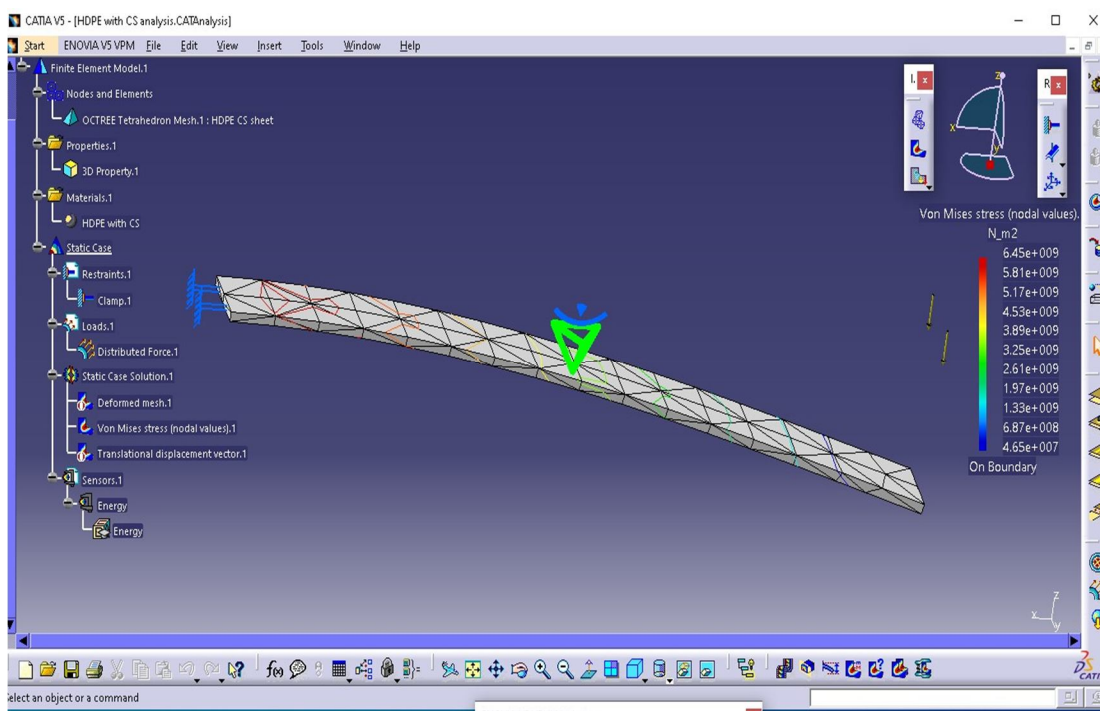 CATIA V5 - [HDPE with CS analysis.CATAnalysis]
Start ENOVIA V5 VPM File Edit View Insert Tools Window Help
Finite Element Model.1
Nodes and Elements
OCTREE Tetrahedron Mesh.1 : HDPE CS sheet
Properties.1
3D Property.1
Materials.1
HDPE with CS
Static Case
Restraints.1
Clamp.1
Loads.1
Distributed Force.1
Static Case Solution.1
Deformed mesh.1
Von Mises stress (nodal values).1
Translational displacement vector.1
Sensors.1
Energy
Energy
I.
R
z
x
y
Von Mises stress (nodal values).
N_m2
6.45e+009
5.81e+009
5.17e+009
4.53e+009
3.89e+009
3.25e+009
2.61e+009
1.97e+009
1.33e+009
6.87e+008
4.65e+007
On Boundary
z
x
y
f(x)
CATI
Select an object or a command